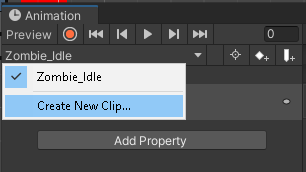 Animation
Preview
0
Zombie_Idle
Zombie_Idle
Create New Clip...
Add Property